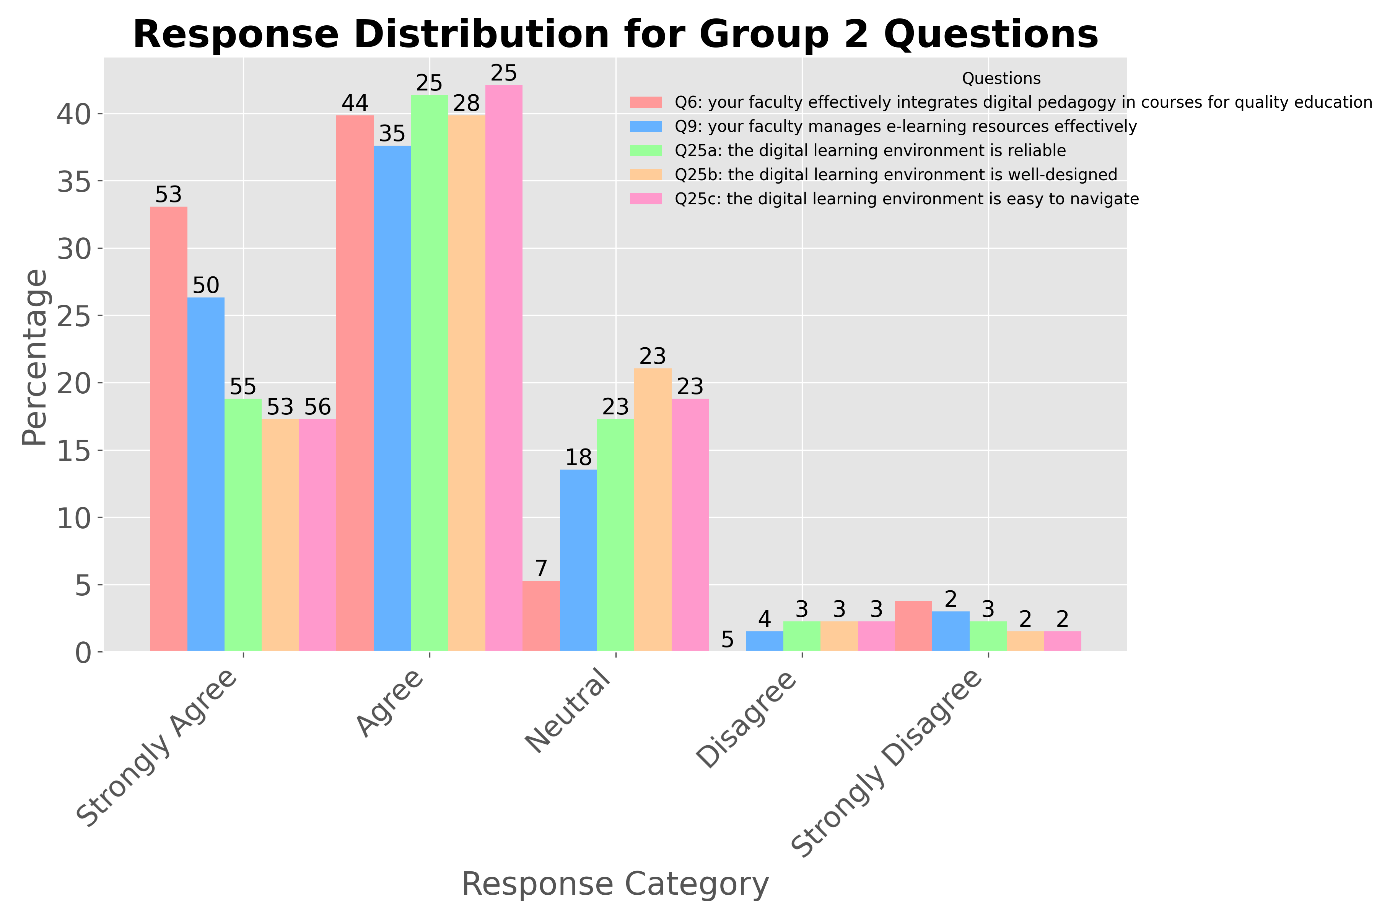 Response Distribution for Group 2 Questions
Questions
Q6: your faculty effectively integrates digital pedagogy in courses for quality education
Q9: your faculty manages e-learning resources effectively
Q25a: the digital learning environment is reliable
Q25b: the digital learning environment is well-designed
Q25c: the digital learning environment is easy to navigate
Percentage
40
35
30
25
20
15
10
5
0
53
50
55
53
56
44
35
25
28
25
7
18
23
23
23
5
4
3
3
3
2
3
2
2
Strongly Agree
Agree
Neutral
Disagree
Strongly Disagree
Response Category